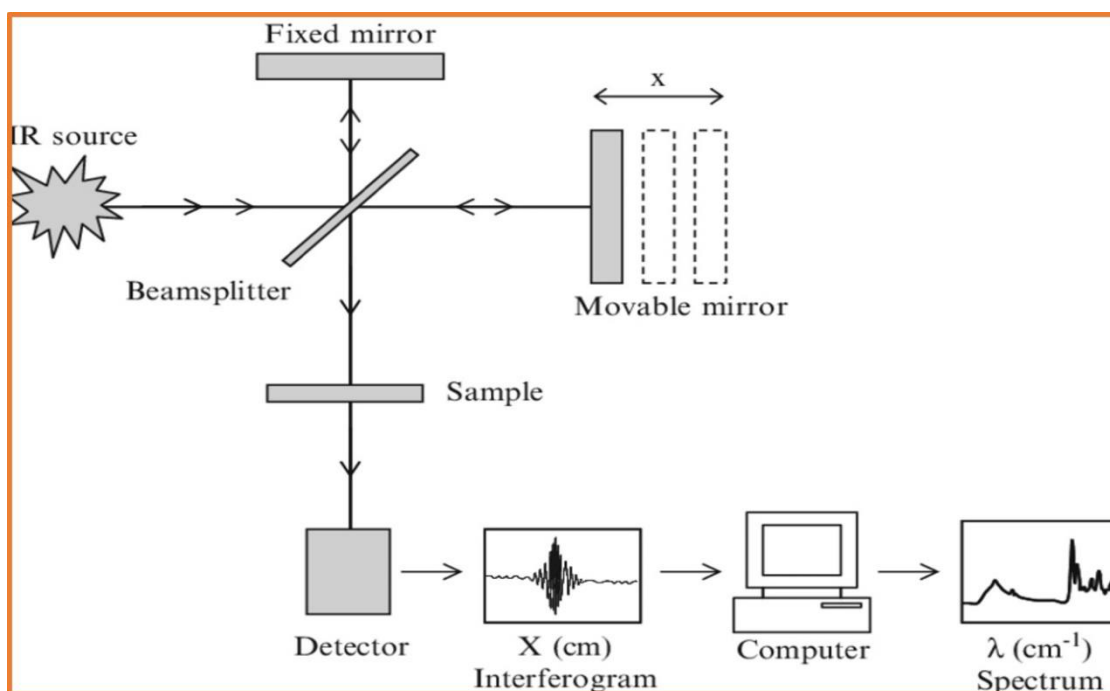 Fixed mirror
x
IR source
Beamsplitter
Movable mirror
Sample
Detector
X (cm)
Interferogram
Computer
λ (cm-1)
Spectrum